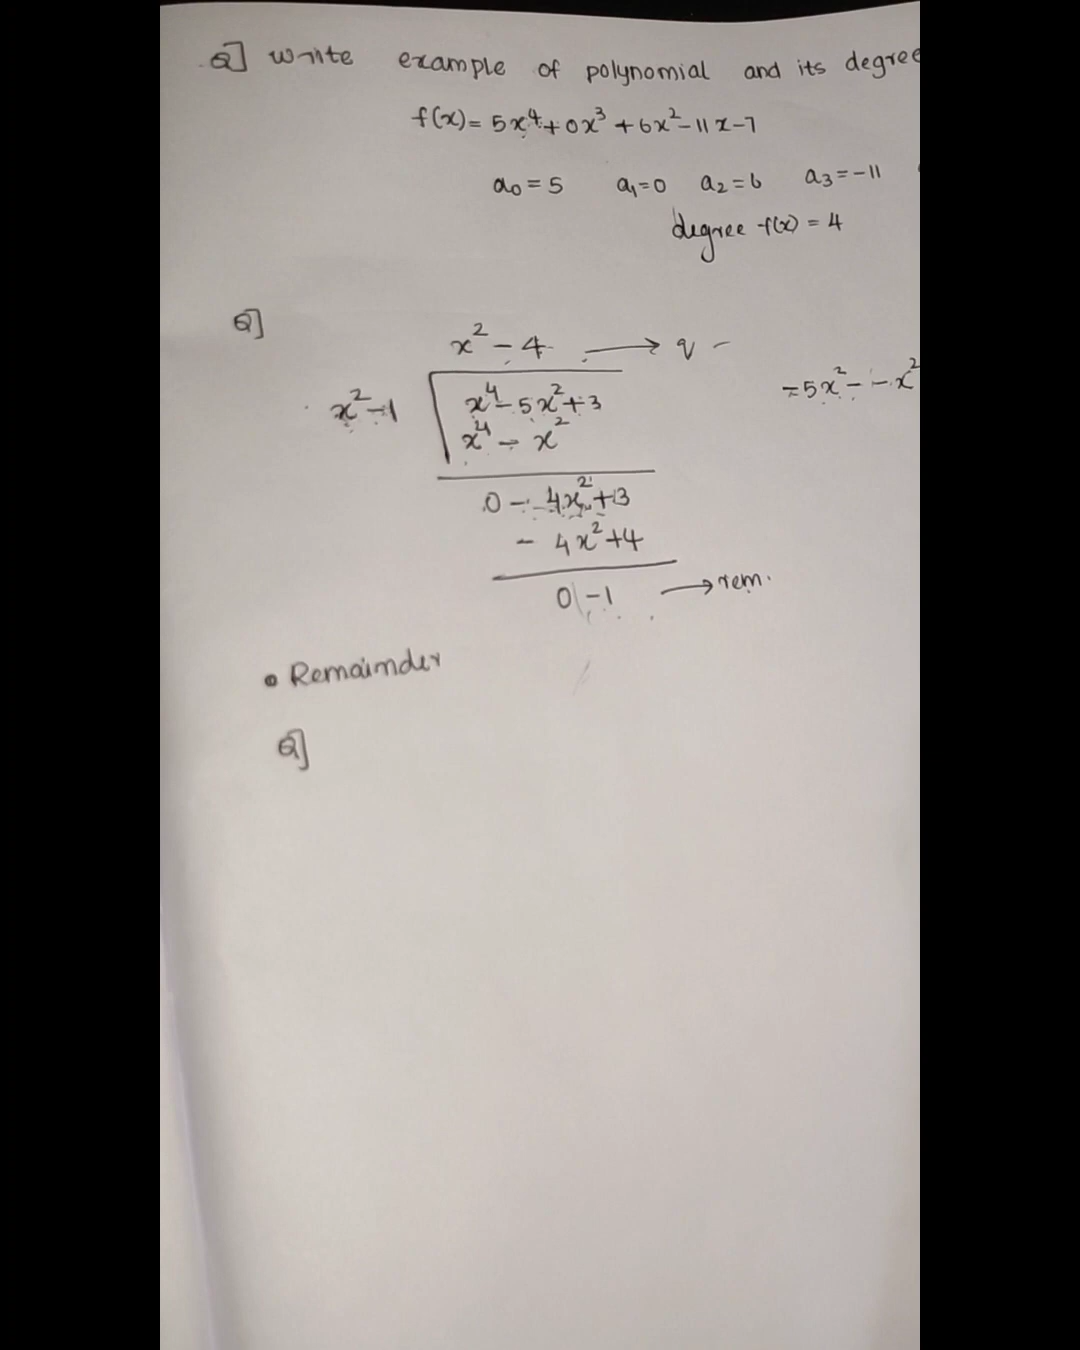 Q] Write example of polynomial and its degree
f(x) = 5x⁴ + 0x³ + 6x² - 11x - 7
a₀ = 5 a₁ = 0 a₂ = 6 a₃ = -11
degree f(x) = 4
Q]
x² - 4 → q -
x² - 1 x⁴ - 5x² + 3 = 5x² - - x²
x⁴ - x²
0 - 4x² + 3
- 4x² + 4
0 - 1 → rem.
• Remainder
Q]